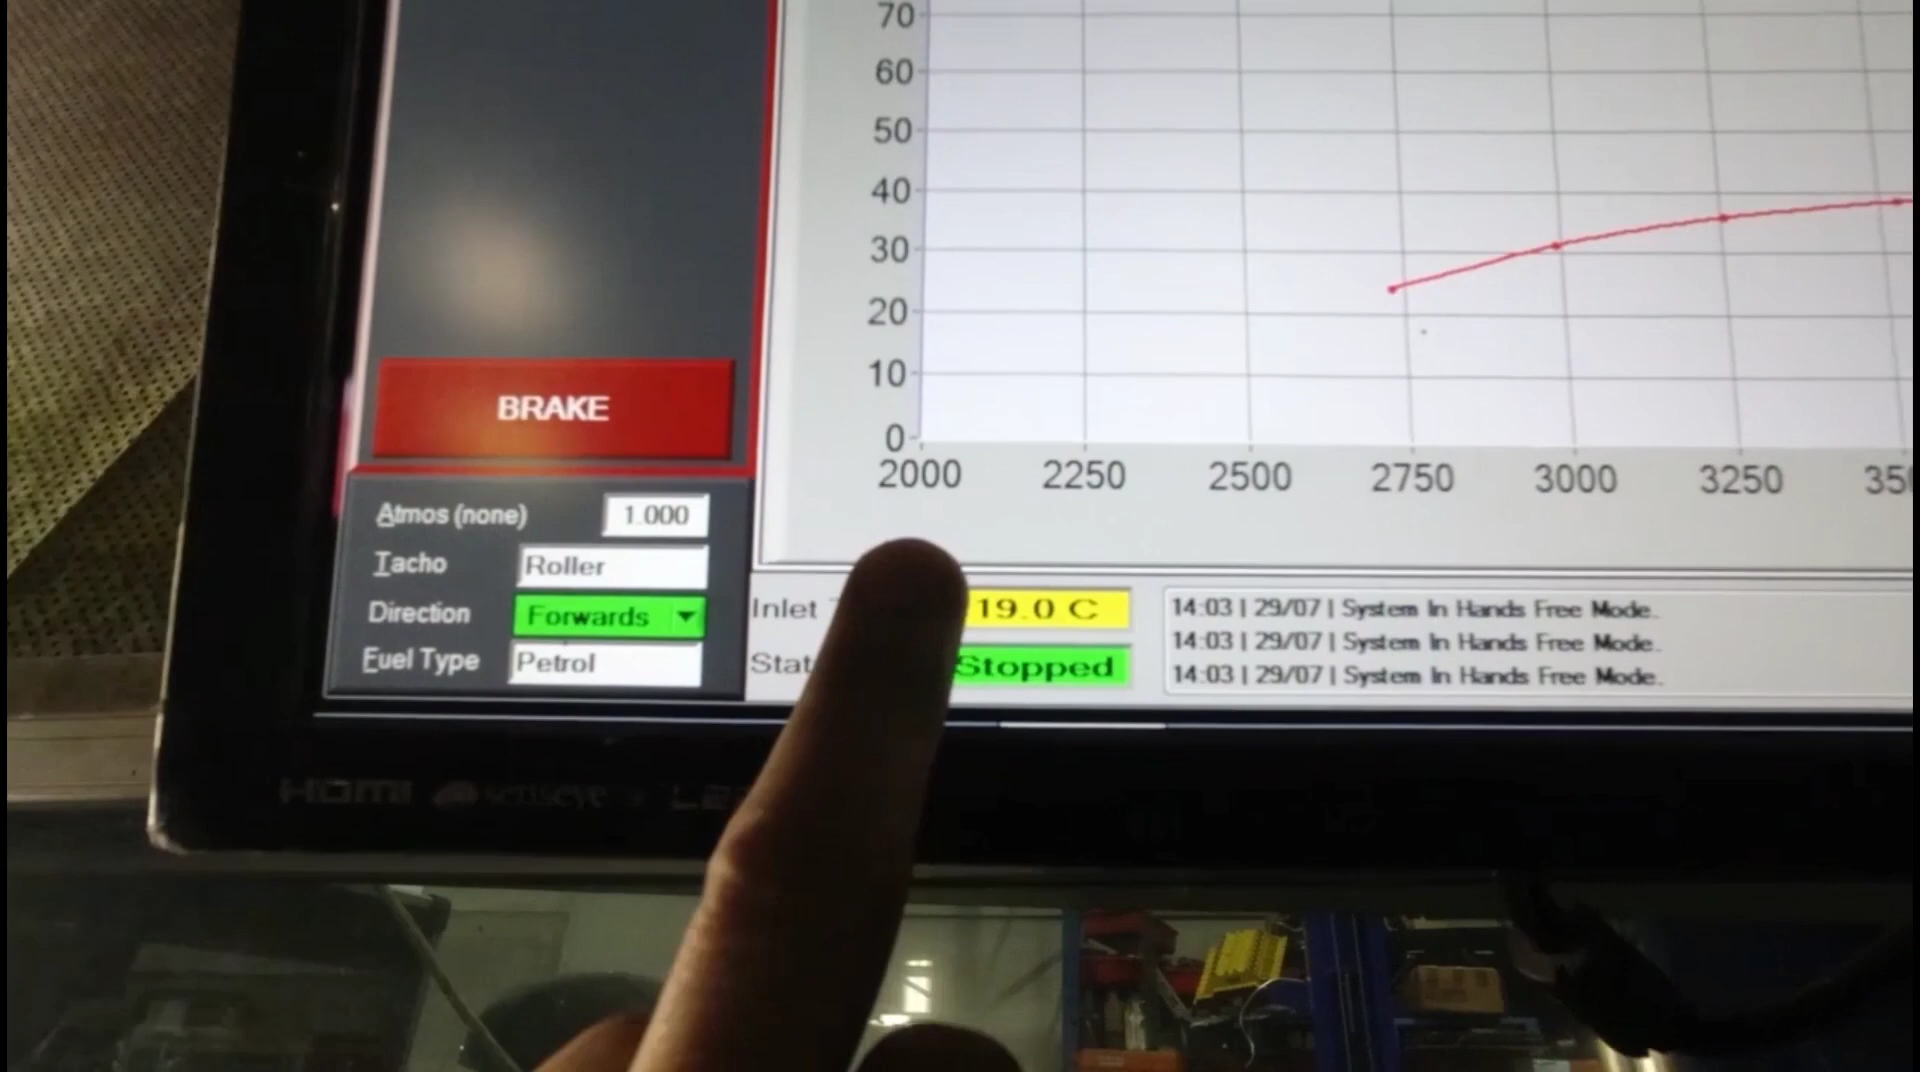 70
60
50
40
30
20
10
0
2000 2250 2500 2750 3000 3250
BRAKE
Atmos (none) 1.000
Tacho Roller
Direction Forwards
Fuel Type Petrol
Inlet 19.0 C
Stopped
14:03 | 29/07 | System In Hands Free Mode.
14:03 | 29/07 | System In Hands Free Mode.
14:03 | 29/07 | System In Hands Free Mode.
HDMI senseye